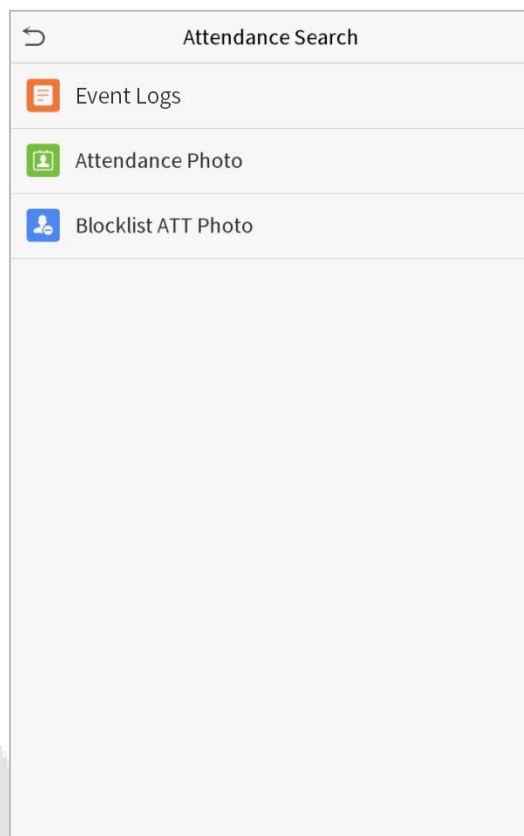 Attendance Search
Event Logs
Attendance Photo
Blocklist ATT Photo